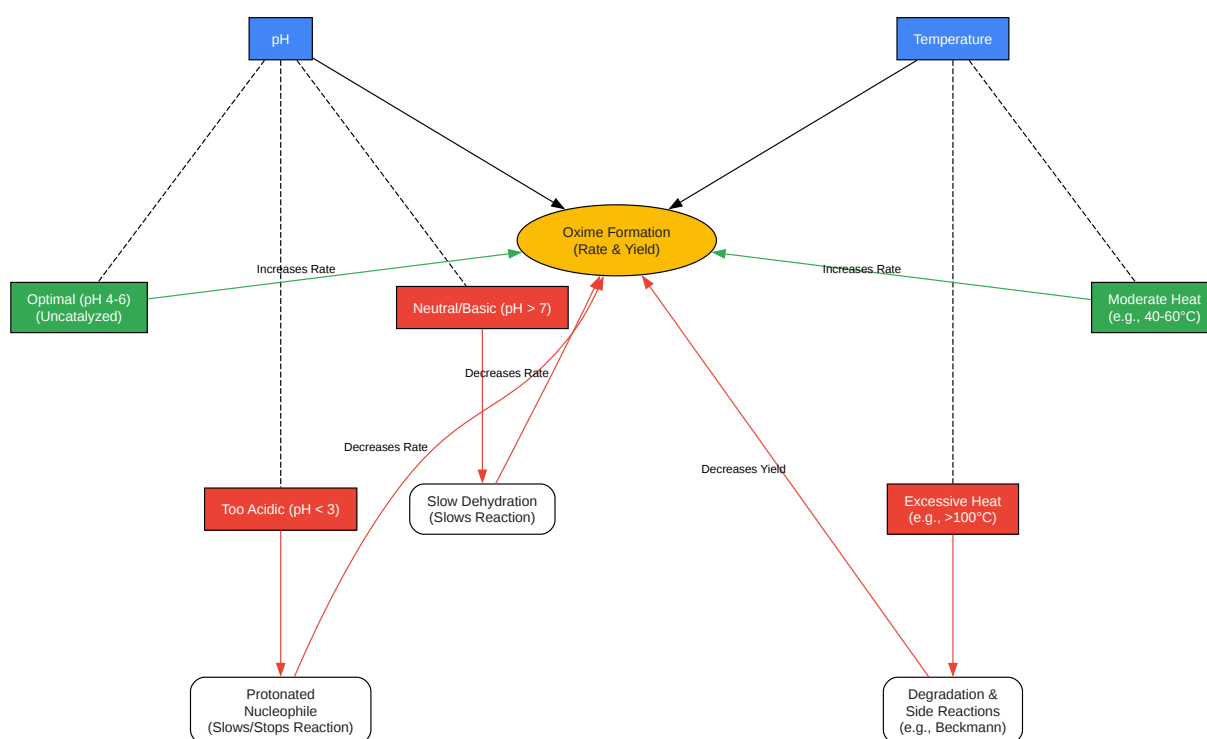 pH
Temperature
Oxime Formation
(Rate & Yield)
Increases Rate
Increases Rate
Optimal (pH 4-6)
(Uncatalyzed)
Neutral/Basic (pH > 7)
Moderate Heat
(e.g., 40-60°C)
Decreases Rate
Decreases Rate
Decreases Yield
Slow Dehydration
(Slows Reaction)
Too Acidic (pH < 3)
Excessive Heat
(e.g., >100°C)
Protonated
Nucleophile
(Slows/Stops Reaction)
Degradation &
Side Reactions
(e.g., Beckmann)